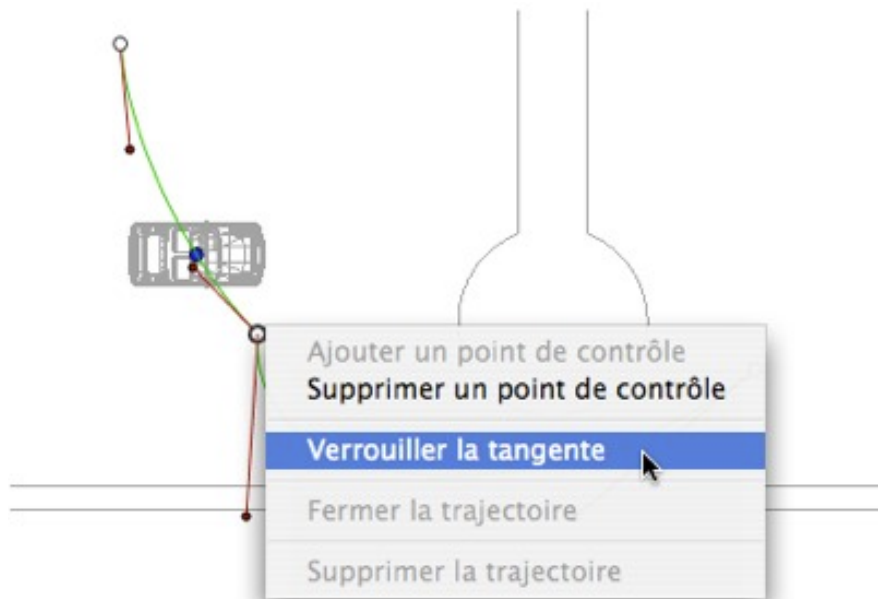 Ajouter un point de contrôle
Supprimer un point de contrôle
Verrouiller la tangente
Fermer la trajectoire
Supprimer la trajectoire